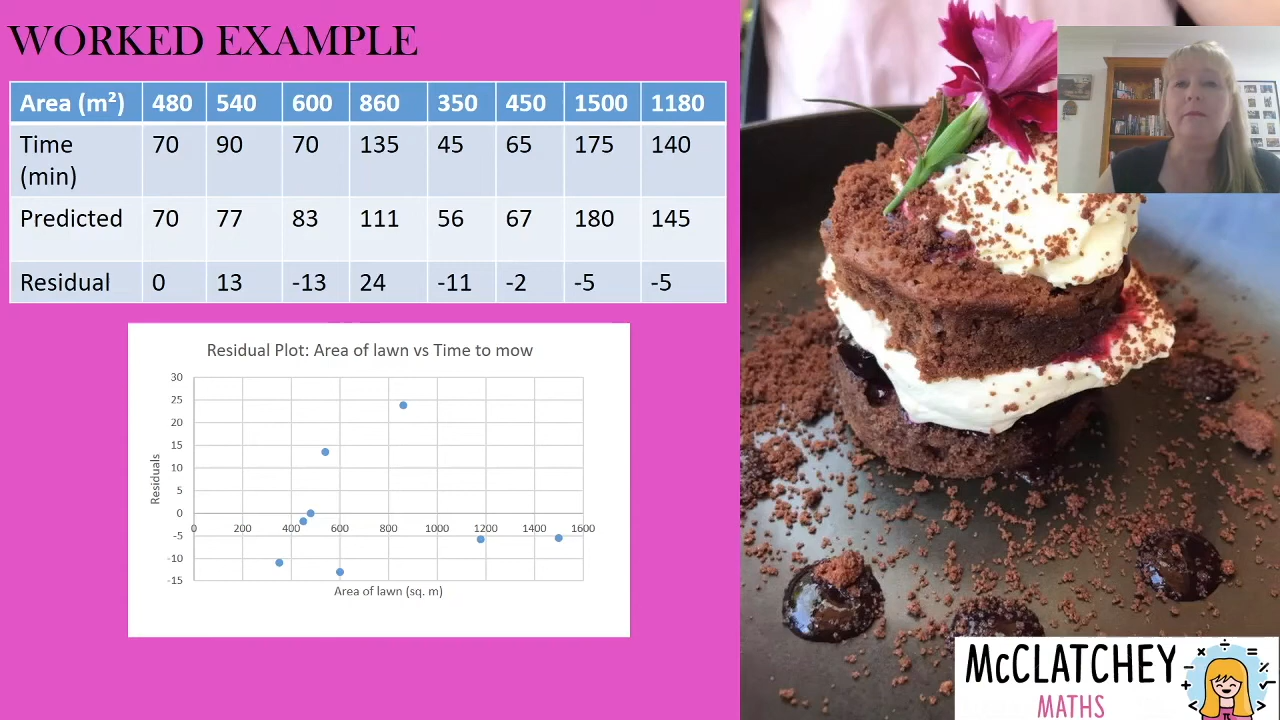 WORKED EXAMPLE
Area (m²) 480 540 600 860 350 450 1500 1180
Time (min) 70 90 70 135 45 65 175 140
Predicted 70 77 83 111 56 67 180 145
Residual 0 13 -13 24 -11 -2 -5 -5
Residual Plot: Area of lawn vs Time to mow
30
25
20
15
10
5
0
-5
-10
-15
Residuals
0 200 400 600 800 1000 1200 1400 1600
Area of lawn (sq. m)
McCLATCHEY
MATHS